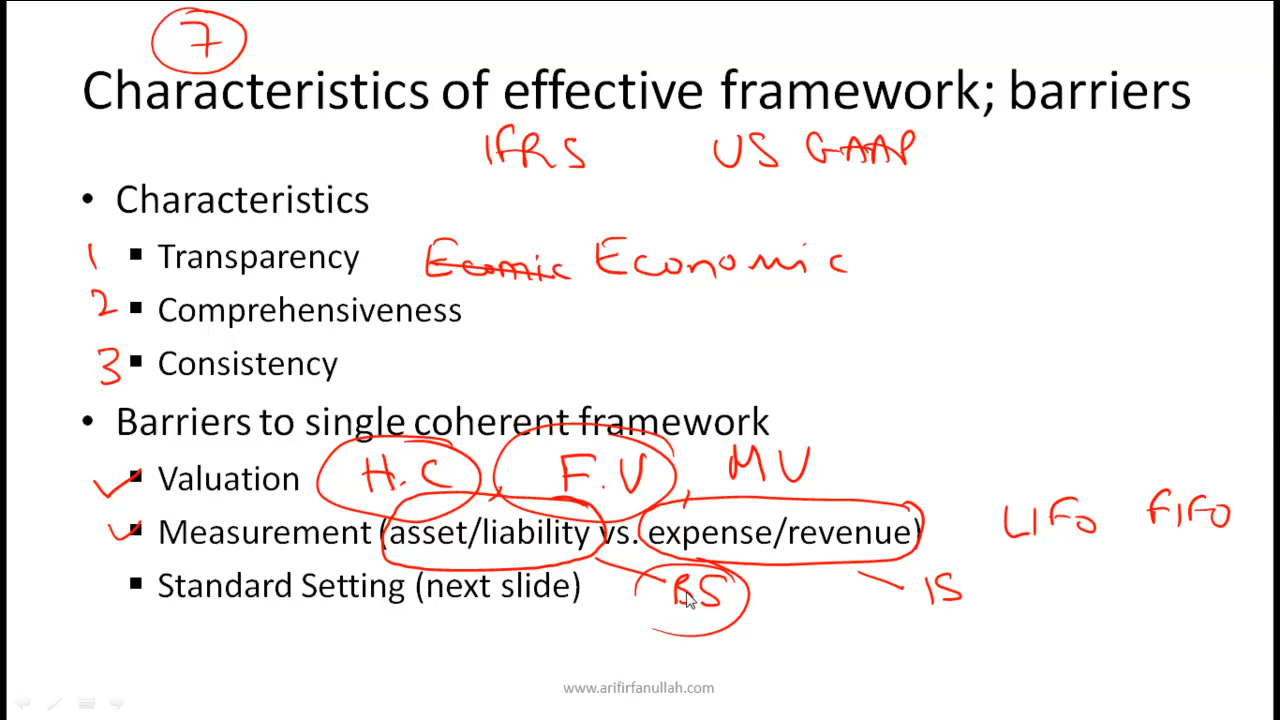 7
Characteristics of effective framework; barriers
IFRS US GAAP
• Characteristics
1 ▪ Transparency Ecomic Economic
2 ▪ Comprehensiveness
3 ▪ Consistency
• Barriers to single coherent framework
▪ Valuation H.C , F.V , MV
▪ Measurement (asset/liability vs. expense/revenue) LIFO FIFO
▪ Standard Setting (next slide) BS IS
www.arifirfanullah.com